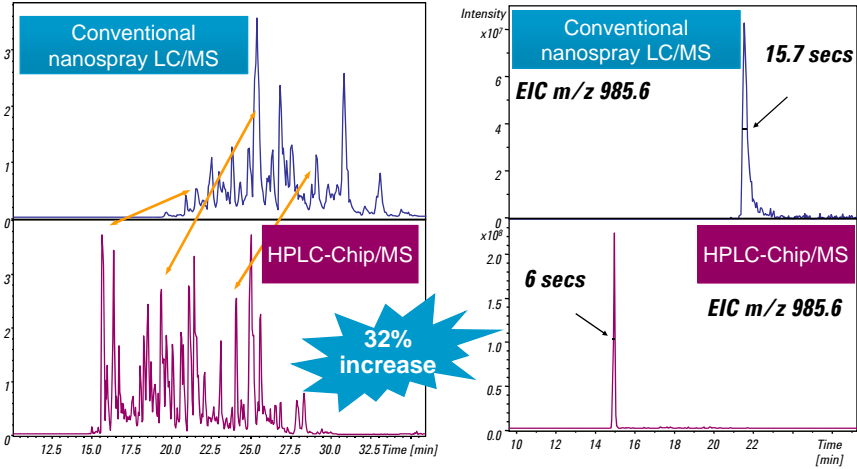 Conventional
nanospray LC/MS
3
2
1
0
HPLC-Chip/MS
3
2
1
0
12.5 15.0 17.5 20.0 22.5 25.0 27.5 30.0 32.5 Time [min]
32%
increase
Intensity
x10⁷
Conventional
nanospray LC/MS
EIC m/z 985.6
15.7 secs
8
6
4
2
0
x10⁸
HPLC-Chip/MS
2.0
6 secs
EIC m/z 985.6
1.5
1.0
0.5
0.0
10 12 14 16 18 20 22 Time
[min]